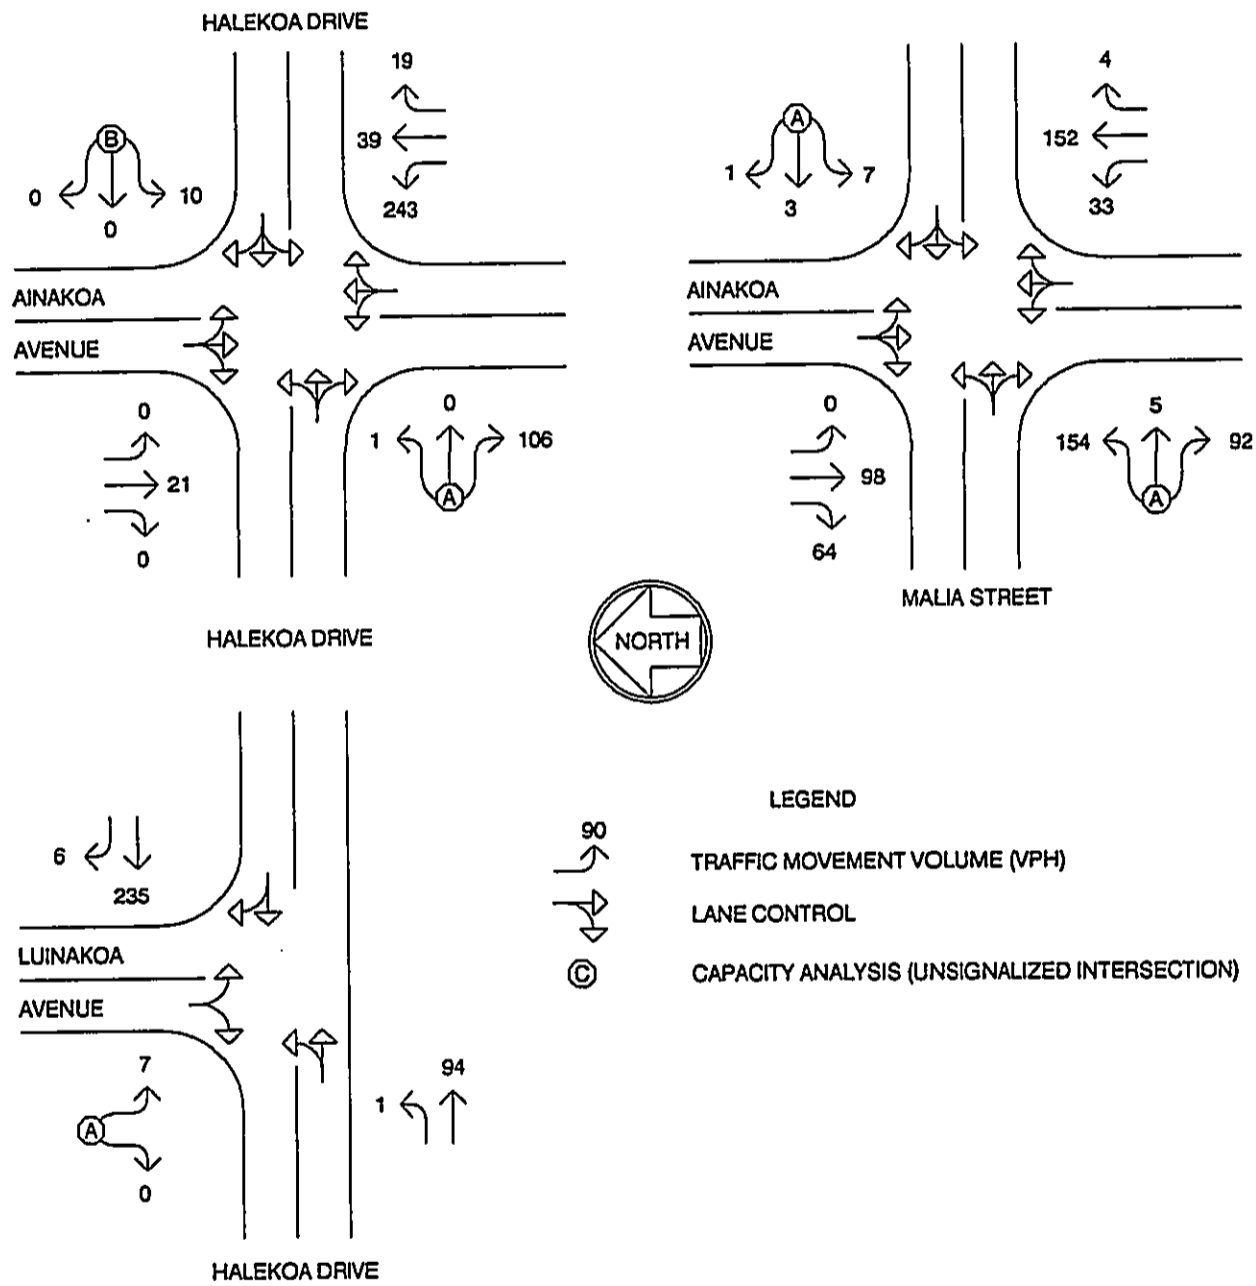 HALEKOA DRIVE
19
39
243
B
0
10
0
AINAKOA
AVENUE
0
21
0
0
1
106
A
HALEKOA DRIVE
4
152
33
A
1
7
3
AINAKOA
AVENUE
0
98
64
5
154
92
A
MALIA STREET
NORTH
6
235
LUINAKOA
AVENUE
7
A
0
94
1
HALEKOA DRIVE
LEGEND
90
TRAFFIC MOVEMENT VOLUME (VPH)
LANE CONTROL
C
CAPACITY ANALYSIS (UNSIGNALIZED INTERSECTION)